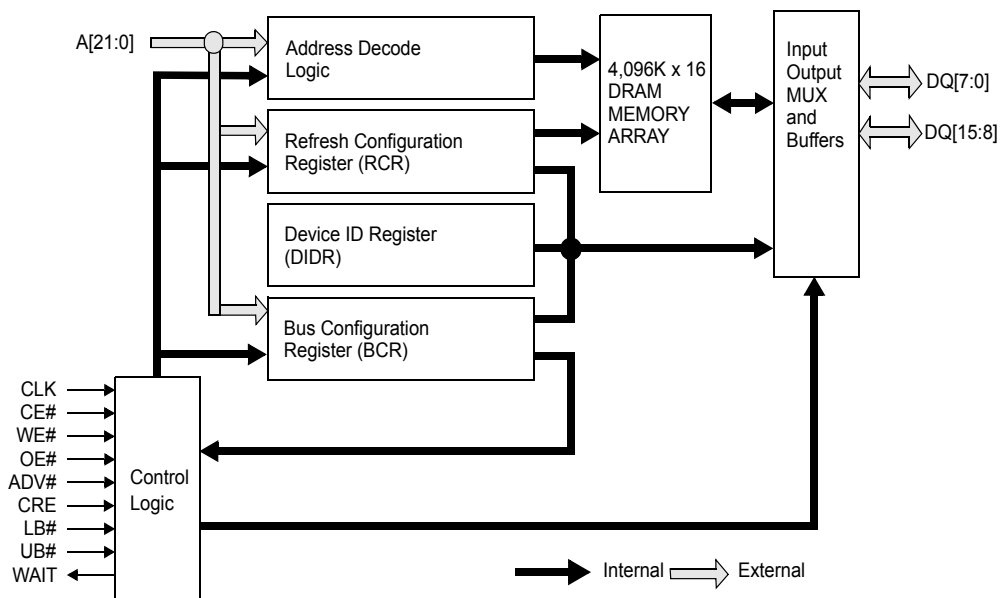 A[21:0]
Address Decode
Logic
4,096K x 16
DRAM
MEMORY
ARRAY
Input
Output
MUX
and
Buffers
DQ[7:0]
DQ[15:8]
Refresh Configuration
Register (RCR)
Device ID Register
(DIDR)
Bus Configuration
Register (BCR)
CLK
CE#
WE#
OE#
ADV#
CRE
LB#
UB#
WAIT
Control
Logic
Internal
External